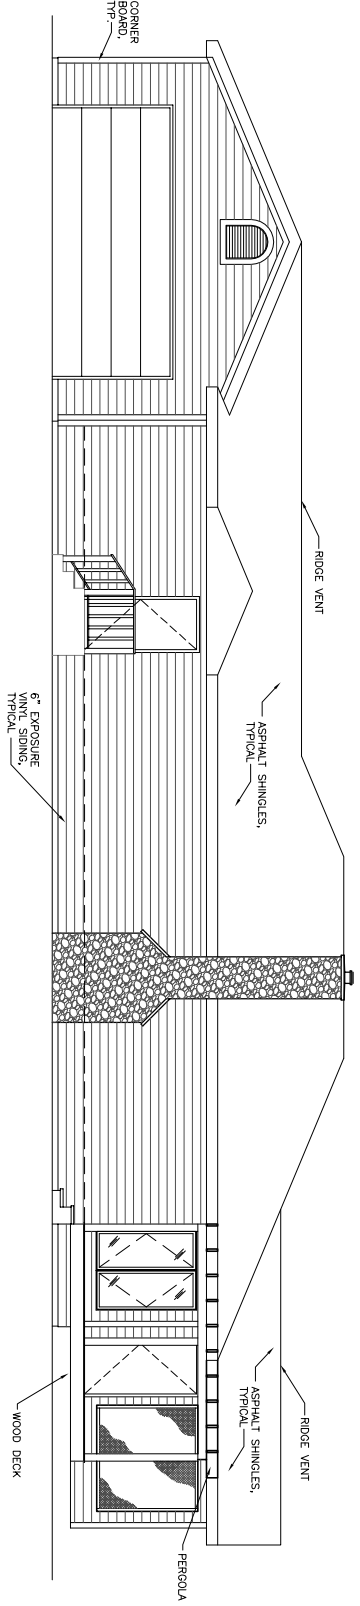 CORNER
BOARD,
TYP.
RIDGE VENT
ASPHALT SHINGLES,
TYPICAL
6" EXPOSURE
VINYL SIDING,
TYPICAL
RIDGE VENT
ASPHALT SHINGLES,
TYPICAL
WOOD DECK
PERGOLA